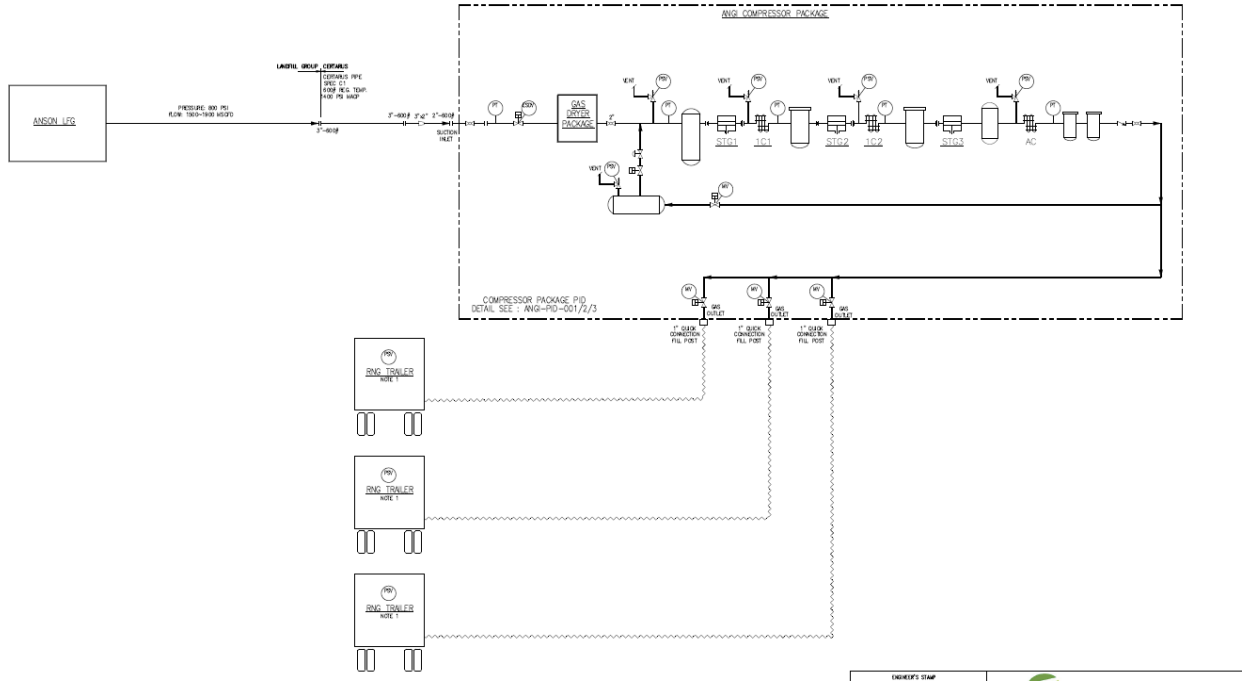 ANGI COMPRESSOR PACKAGE
LANDFILL GROUP CERTARUS
CERTARUS PIPE
SPEC C1
600# REG. TEMP.
1400 PSI MAOP
ANSON LFG
PRESSURE: 800 PSI
FLOW: 1500-1900 MSCFD
3"-600#
3"-600# 3"x2" 2"-600#
SUCTION
INLET
PT
ESDV
GAS
DRYER
PACKAGE
2"
VENT
PSV
PT
STG1
VENT
PSV
1C1
PT
STG2
VENT
PSV
1C2
PT
STG3
VENT
PSV
AC
PT
VENT
PSV
MV
COMPRESSOR PACKAGE PID
DETAIL SEE : ANGI-PID-001/2/3
MV
GAS
OUTLET
MV
GAS
OUTLET
MV
GAS
OUTLET
1" QUICK
CONNECTION
FILL POST
1" QUICK
CONNECTION
FILL POST
1" QUICK
CONNECTION
FILL POST
PSV
RNG TRAILER
NOTE 1
PSV
RNG TRAILER
NOTE 1
PSV
RNG TRAILER
NOTE 1
ENGINEER'S STAMP